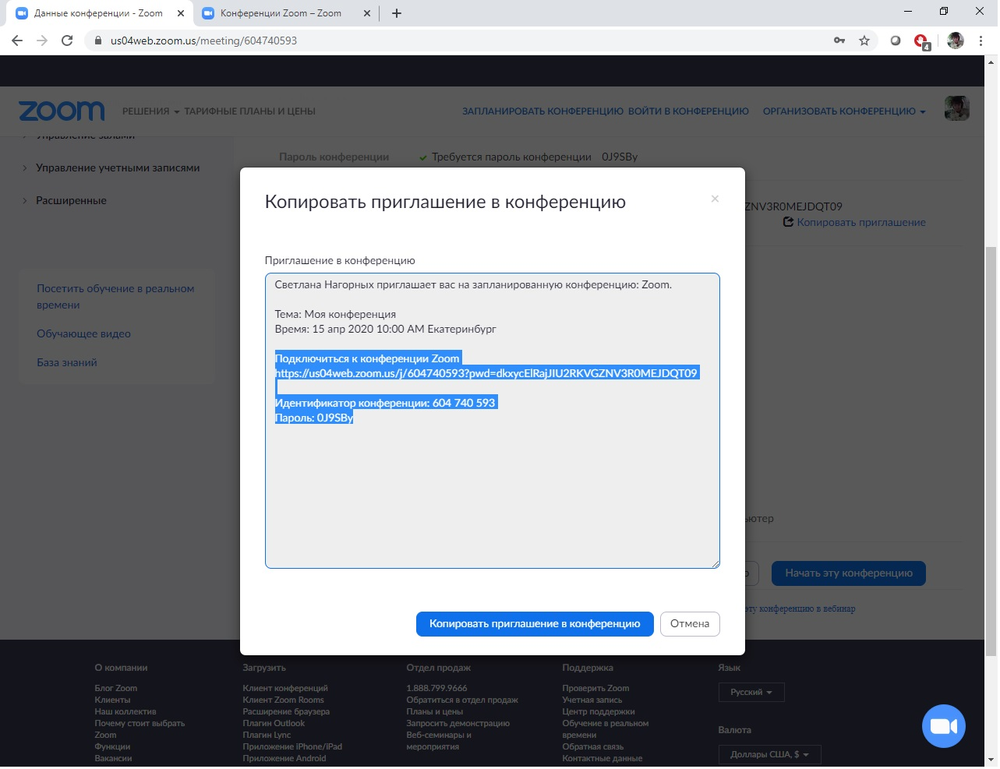 Данные конференции - Zoom
Конференции Zoom – Zoom
us04web.zoom.us/meeting/604740593
4
zoom
РЕШЕНИЯ
ТАРИФНЫЕ ПЛАНЫ И ЦЕНЫ
ЗАПЛАНИРОВАТЬ КОНФЕРЕНЦИЮ
ВОЙТИ В КОНФЕРЕНЦИЮ
ОРГАНИЗОВАТЬ КОНФЕРЕНЦИЮ
Управление залами
Управление учетными записями
Расширенные
Посетить обучение в реальном
времени
Обучающее видео
База знаний
Пароль конференции
Требуется пароль конференции 0J9SBy
ZNV3R0MEJDQT09
Копировать приглашение
Копировать приглашение в конференцию
Приглашение в конференцию
Светлана Нагорных приглашает вас на запланированную конференцию: Zoom.
Тема: Моя конференция
Время: 15 апр 2020 10:00 AM Екатеринбург
Подключиться к конференции Zoom
https://us04web.zoom.us/j/604740593?pwd=dkxycElRajJIU2RKVGZNV3R0MEJDQT09
Идентификатор конференции: 604 740 593
Пароль: 0J9SBy
ьютер
Начать эту конференцию
эту конференцию в вебинар
Копировать приглашение в конференцию
Отмена
О компании
Блог Zoom
Клиенты
Наш коллектив
Почему стоит выбрать
Zoom
Функции
Вакансии
Загрузить
Клиент конференций
Клиент Zoom Rooms
Расширение браузера
Плагин Outlook
Плагин Lync
Приложение iPhone/iPad
Приложение Android
Отдел продаж
1.888.799.9666
Обратиться в отдел продаж
Планы и цены
Запросить демонстрацию
Веб-семинары и
мероприятия
Поддержка
Проверить Zoom
Учетная запись
Центр поддержки
Обучение в реальном
времени
Обратная связь
Контактные данные
Язык
Русский
Валюта
Доллары США, $